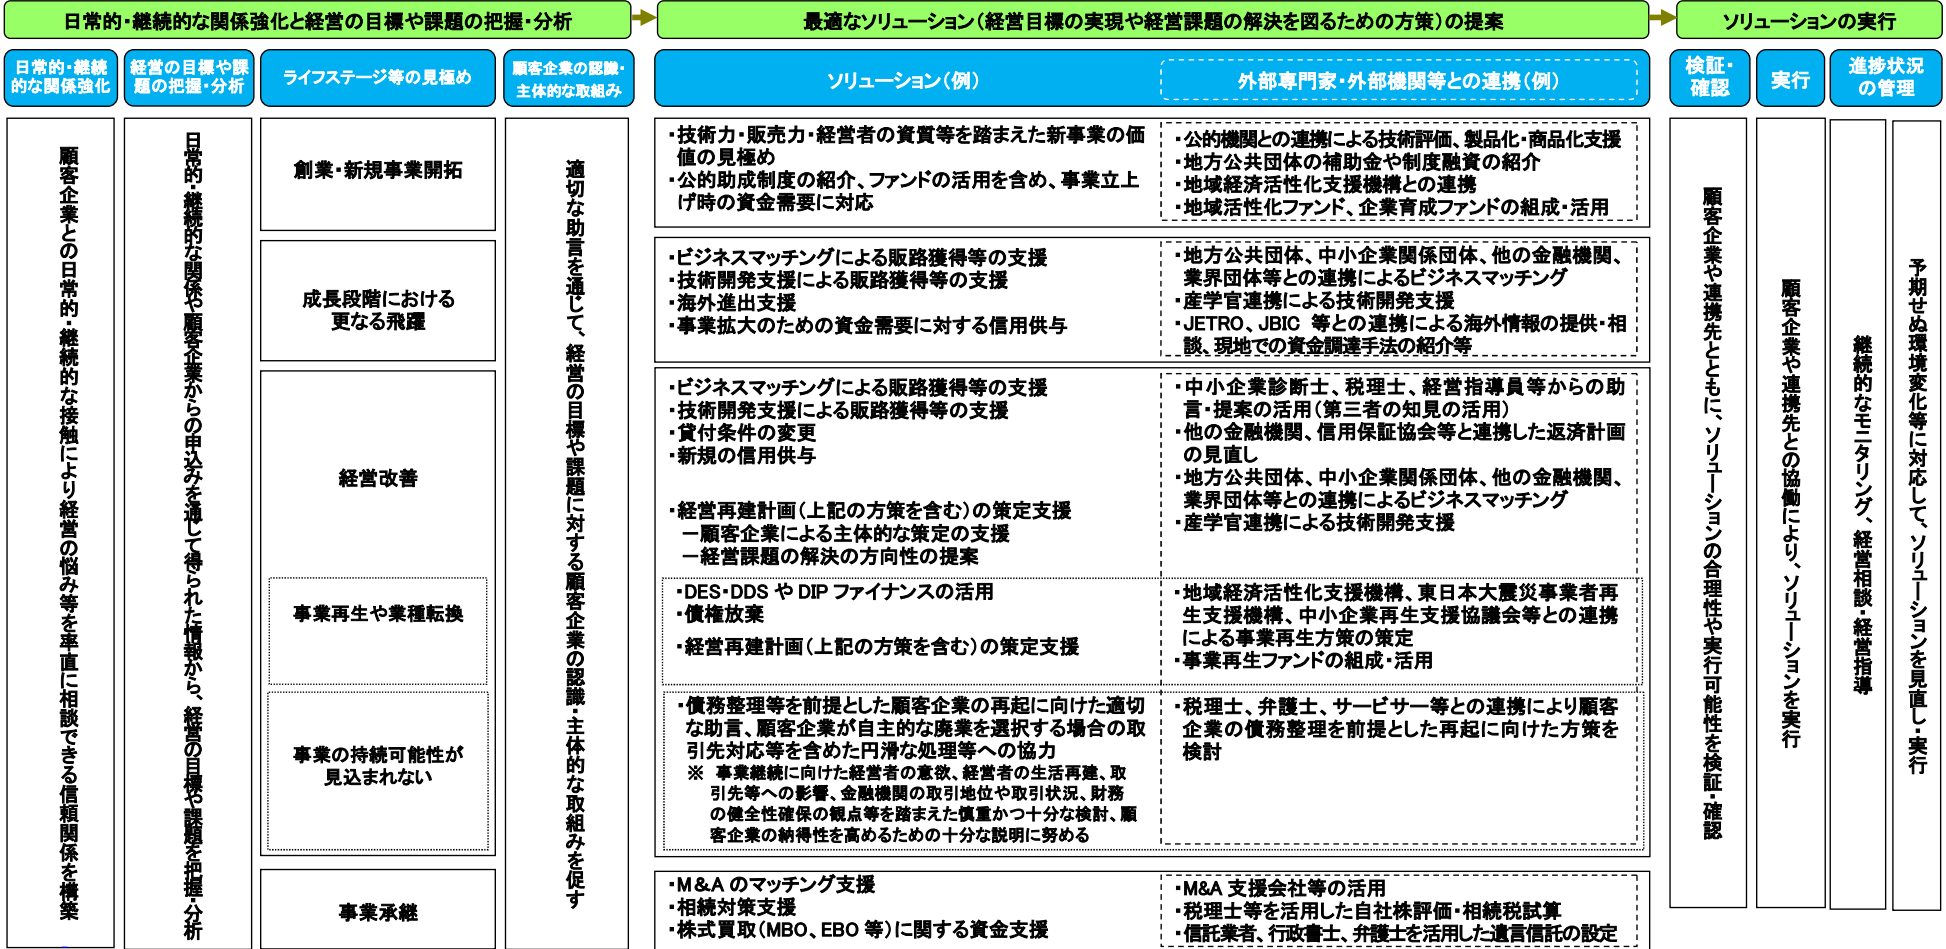 日常的・継続的な関係強化と経営の目標や課題の把握・分析
最適なソリューション（経営目標の実現や経営課題の解決を図るための方策）の提案
ソリューションの実行
日常的・継続
的な関係強化
経営の目標や課
題の把握・分析
ライフステージ等の見極め
顧客企業の認識・
主体的な取組み
ソリューション（例）
外部専門家・外部機関等との連携（例）
検証・
確認
実行
進捗状況
の管理
顧客企業との日常的・継続的な接触により経営の悩み等を率直に相談できる信頼関係を構築
日常的・継続的な関係や顧客企業からの申込みを通じて得られた情報から、経営の目標や課題を把握・分析
創業・新規事業開拓
成長段階における
更なる飛躍
経営改善
事業再生や業種転換
事業の持続可能性が
見込まれない
事業承継
適切な助言を通じて、経営の目標や課題に対する顧客企業の認識・主体的な取組みを促す
・技術力・販売力・経営者の資質等を踏まえた新事業の価
値の見極め
・公的助成制度の紹介、ファンドの活用を含め、事業立上
げ時の資金需要に対応
・公的機関との連携による技術評価、製品化・商品化支援
・地方公共団体の補助金や制度融資の紹介
・地域経済活性化支援機構との連携
・地域活性化ファンド、企業育成ファンドの組成・活用
・ビジネスマッチングによる販路獲得等の支援
・技術開発支援による販路獲得等の支援
・海外進出支援
・事業拡大のための資金需要に対する信用供与
・地方公共団体、中小企業関係団体、他の金融機関、
業界団体等との連携によるビジネスマッチング
・産学官連携による技術開発支援
・JETRO、JBIC 等との連携による海外情報の提供・相
談、現地での資金調達手法の紹介等
・ビジネスマッチングによる販路獲得等の支援
・技術開発支援による販路獲得等の支援
・貸付条件の変更
・新規の信用供与
・経営再建計画（上記の方策を含む）の策定支援
－顧客企業による主体的な策定の支援
－経営課題の解決の方向性の提案
・中小企業診断士、税理士、経営指導員等からの助
言・提案の活用（第三者の知見の活用）
・他の金融機関、信用保証協会等と連携した返済計画
の見直し
・地方公共団体、中小企業関係団体、他の金融機関、
業界団体等との連携によるビジネスマッチング
・産学官連携による技術開発支援
・DES・DDS や DIP ファイナンスの活用
・債権放棄
・経営再建計画（上記の方策を含む）の策定支援
・地域経済活性化支援機構、東日本大震災事業者再
生支援機構、中小企業再生支援協議会等との連携
による事業再生方策の策定
・事業再生ファンドの組成・活用
・債務整理等を前提とした顧客企業の再起に向けた適切
な助言、顧客企業が自主的な廃業を選択する場合の取
引先対応等を含めた円滑な処理等への協力
※ 事業継続に向けた経営者の意欲、経営者の生活再建、取
引先等への影響、金融機関の取引地位や取引状況、財務
の健全性確保の観点等を踏まえた慎重かつ十分な検討、顧
客企業の納得性を高めるための十分な説明に努める
・税理士、弁護士、サービサー等との連携により顧客
企業の債務整理を前提とした再起に向けた方策を
検討
・M&A のマッチング支援
・相続対策支援
・株式買取（MBO、EBO 等）に関する資金支援
・M&A 支援会社等の活用
・税理士等を活用した自社株評価・相続税試算
・信託業者、行政書士、弁護士を活用した遺言信託の設定
顧客企業や連携先とともに、ソリューションの合理性や実行可能性を検証・確認
顧客企業や連携先との協働により、ソリューションを実行
継続的なモニタリング、経営相談・経営指導
予期せぬ環境変化等に対応して、ソリューションを見直し・実行